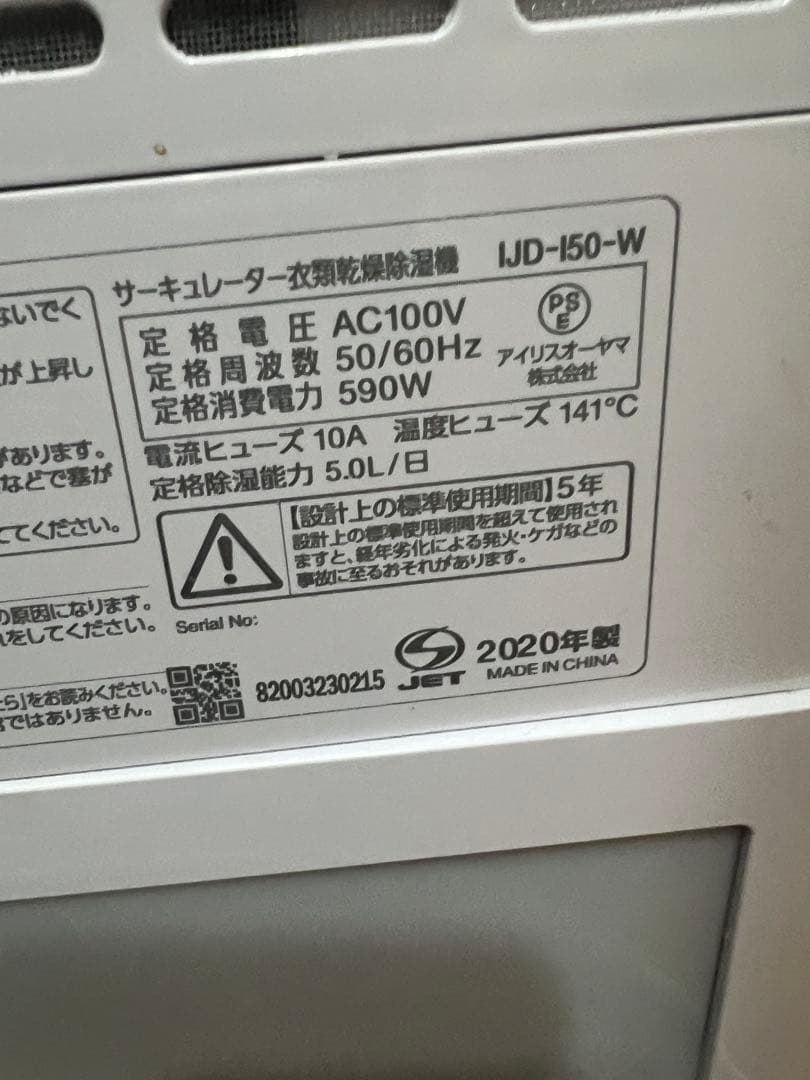 サーキュレーター衣類乾燥除湿機 IJD-I50-W
定格電圧 AC100V
定格周波数 50/60Hz
定格消費電力 590W
PSE
アイリスオーヤマ
株式会社
電流ヒューズ 10A 温度ヒューズ 141℃
定格除湿能力 5.0L/日
【設計上の標準使用期間】5年
設計上の標準使用期間を超えて使用され
ますと、経年劣化による発火・ケガなどの
事故に至るおそれがあります。
Serial No:
82003230215
JET
2020年製
MADE IN CHINA
ないでく
が上昇し
があります。
などで塞が
てください。
の原因になります。
をしてください。
たら」をお読みください。
ではありません。